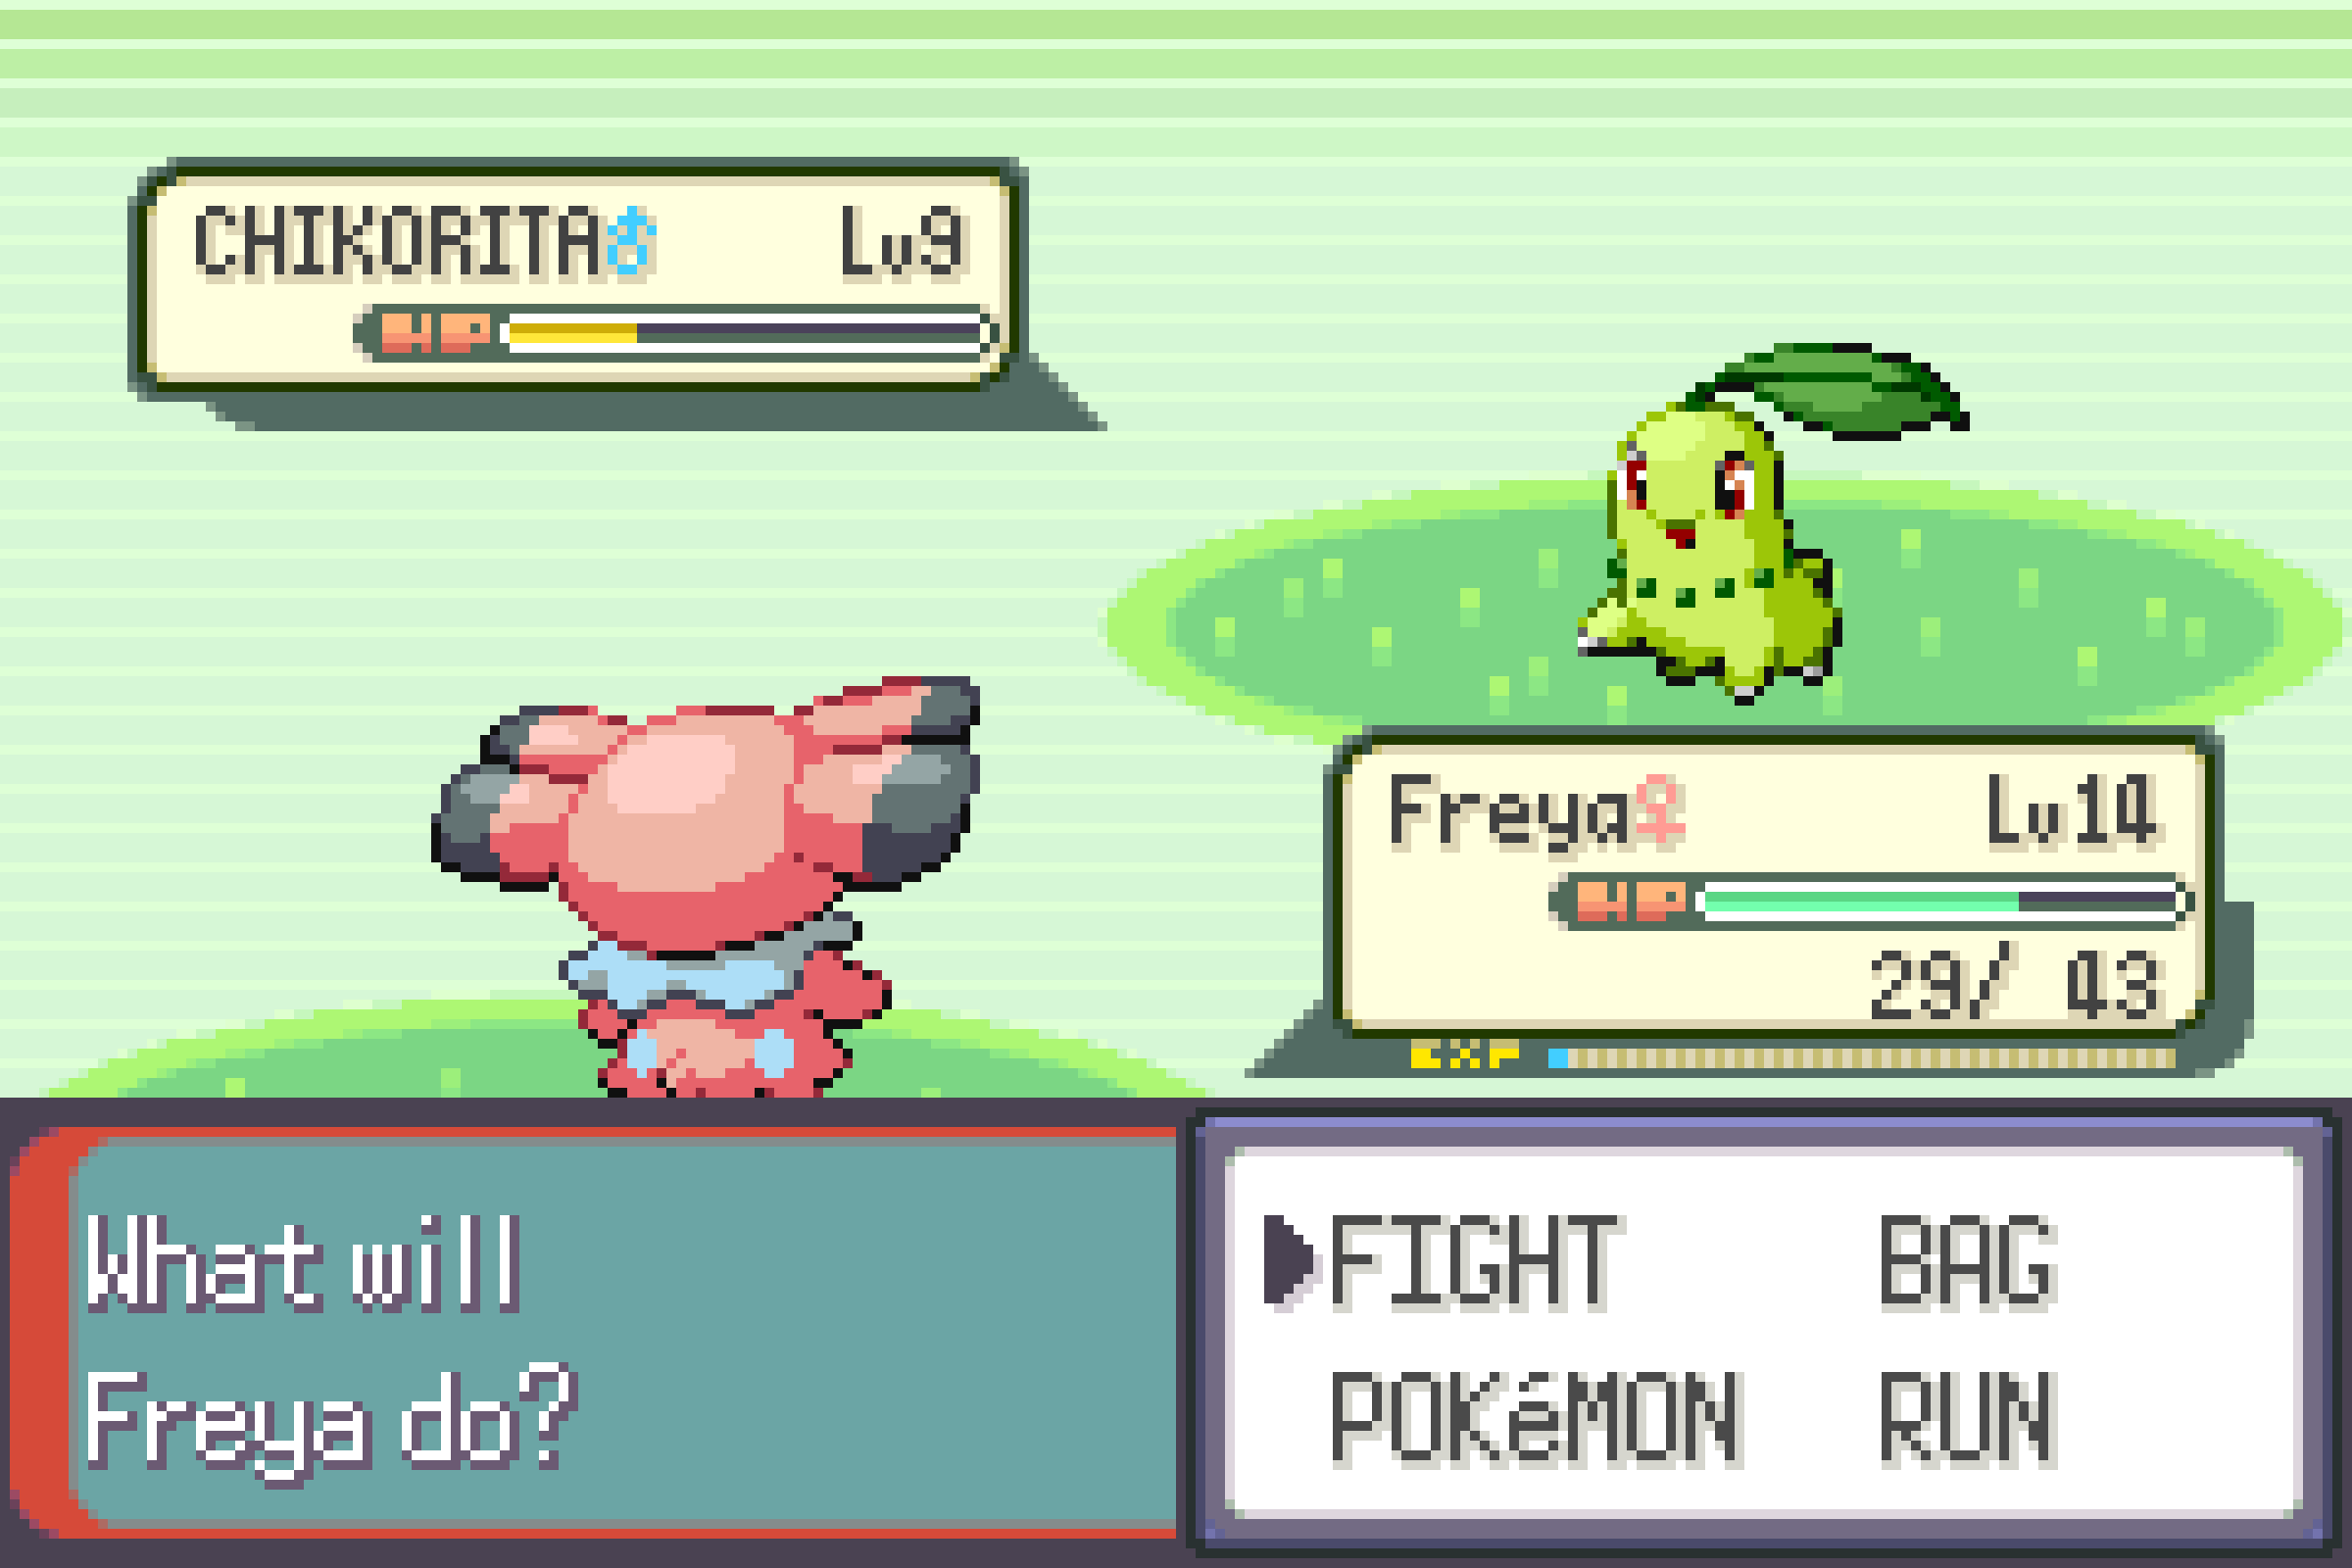 CHIKORITA♂ Lv9
HP
Freya♀ Lv14
HP
29/ 43
EXP
What will
Freya do?
FIGHT BAG
POKéMON RUN